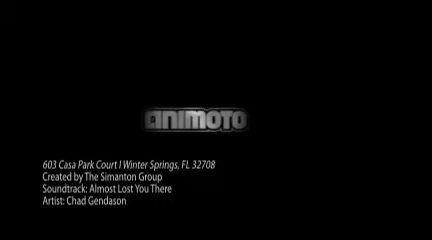 ANIMOTO
603 Casa Park Court I Winter Springs, FL 32708
Created by The Simanton Group
Soundtrack: Almost Lost You There
Artist: Chad Gendason